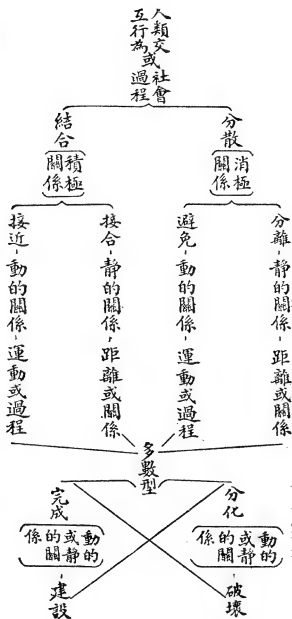 人類交互行為或社會過程
分散(消極關係)
結合(積極關係)
分離-靜的關係-距離或關係
避免-動的關係-運動或過程
接合-靜的關係-距離或關係
接近-動的關係-運動或過程
多數型
分化(動的或靜的關係)-破壞
完成(動的或靜的關係)-建設